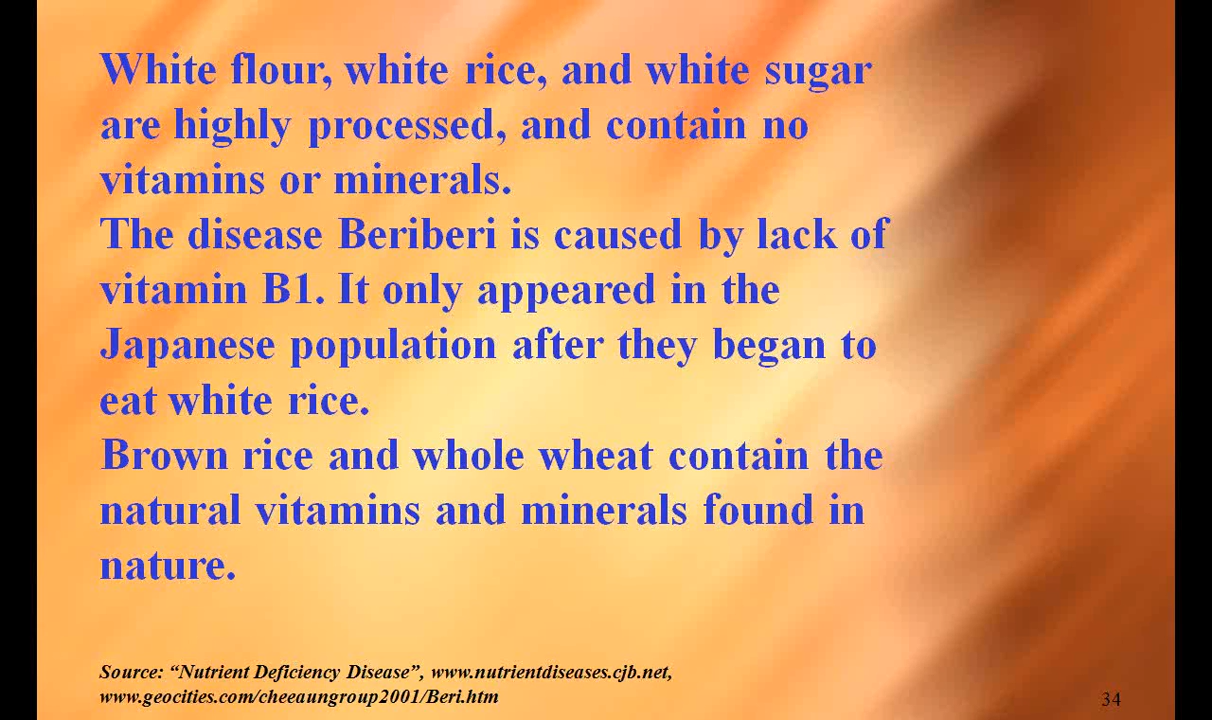 White flour, white rice, and white sugar
are highly processed, and contain no
vitamins or minerals.
The disease Beriberi is caused by lack of
vitamin B1. It only appeared in the
Japanese population after they began to
eat white rice.
Brown rice and whole wheat contain the
natural vitamins and minerals found in
nature.
Source: “Nutrient Deficiency Disease”, www.nutrientdiseases.cjb.net,
www.geocities.com/cheeaungroup2001/Beri.htm
34